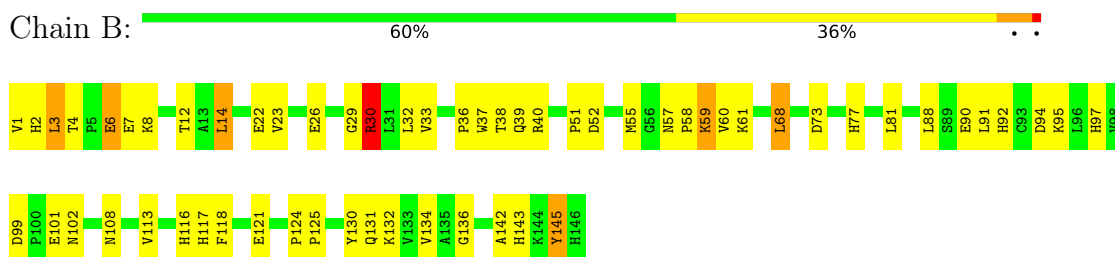 Chain B:
60% 36% • •
V1 H2 L3 T4 P5 E6 E7 K8 T12 A13 L14 E22 V23 E26 G29 R30 L31 L32 V33 P36 W37 T38 Q39 R40 P51 D52 M55 G56 N57 P58 K59 V60 K61 L68 D73 H77 L81 L88 S89 E90 L91 H92 C93 D94 K95 L96 H97 V98
D99 P100 E101 N102 N108 V113 H116 H117 F118 E121 P124 P125 Y130 Q131 K132 V133 V134 A135 G136 A142 H143 K144 Y145 H146